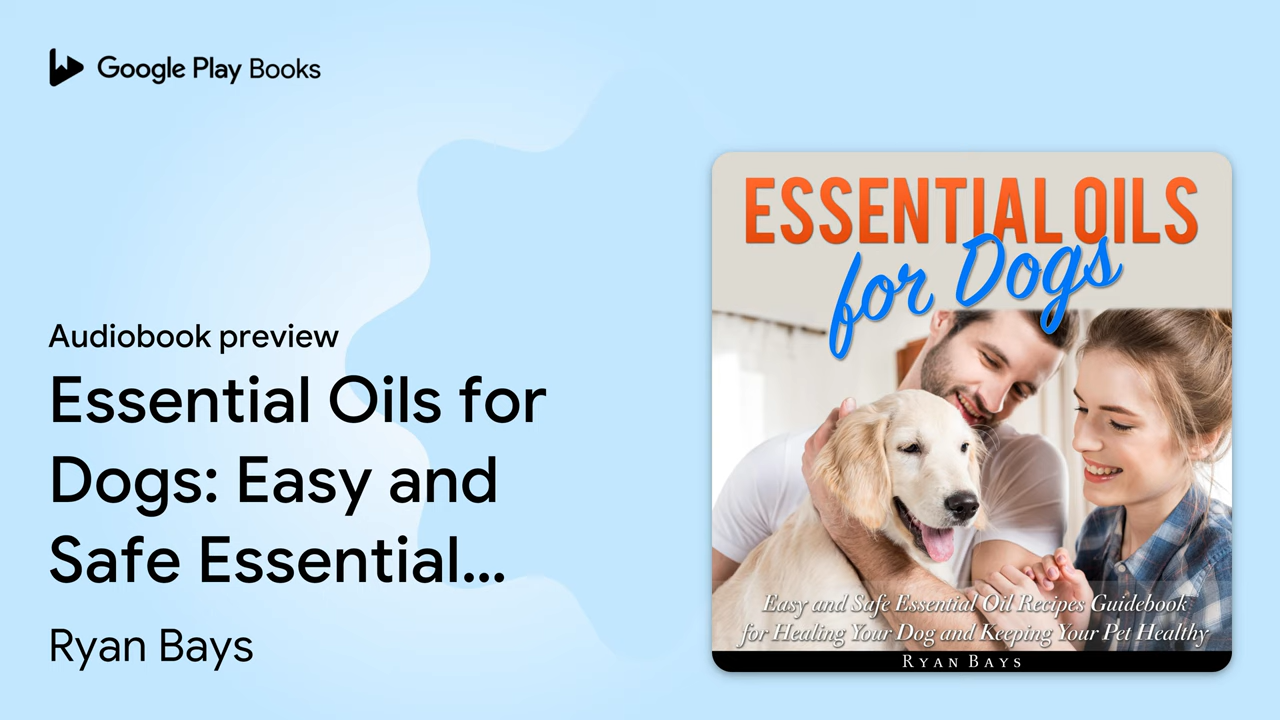 Google Play Books
Audiobook preview
Essential Oils for
Dogs: Easy and
Safe Essential...
Ryan Bays
ESSENTIAL OILS
for Dogs
Easy and Safe Essential Oil Recipes Guidebook
for Healing Your Dog and Keeping Your Pet Healthy
RYAN BAYS